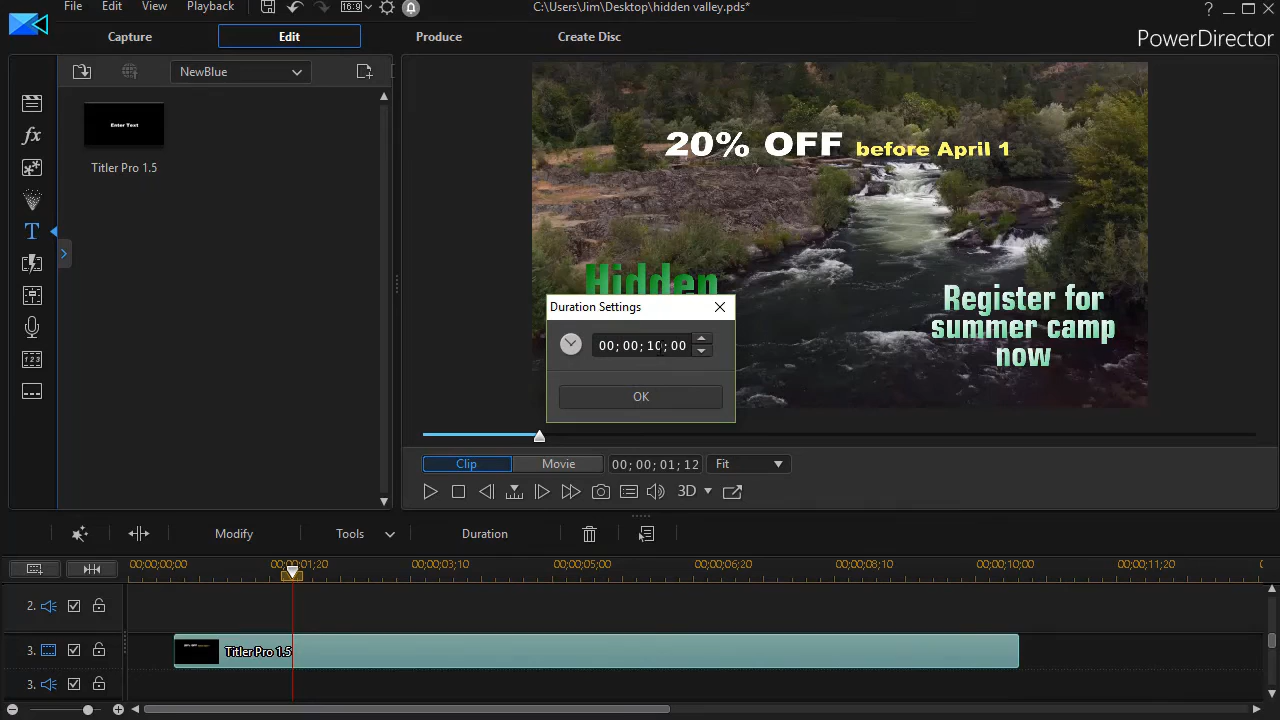 File Edit View Playback 16:9 C:\Users\Jim\Desktop\hidden valley.pds* ?
Capture Edit Produce Create Disc PowerDirector
NewBlue
Enter Text
Titler Pro 1.5
fx
T
20% OFF before April 1
Hidden
Register for
summer camp
now
Duration Settings
00; 00; 10; 00
OK
Clip Movie 00; 00; 01; 12 Fit
3D
Modify Tools Duration
00;00;00;00 00;00;01;20 00;00;03;10 00;00;05;00 00;00;06;20 00;00;08;10 00;00;10;00 00;00;11;20
2.
3. Titler Pro 1.5
3.